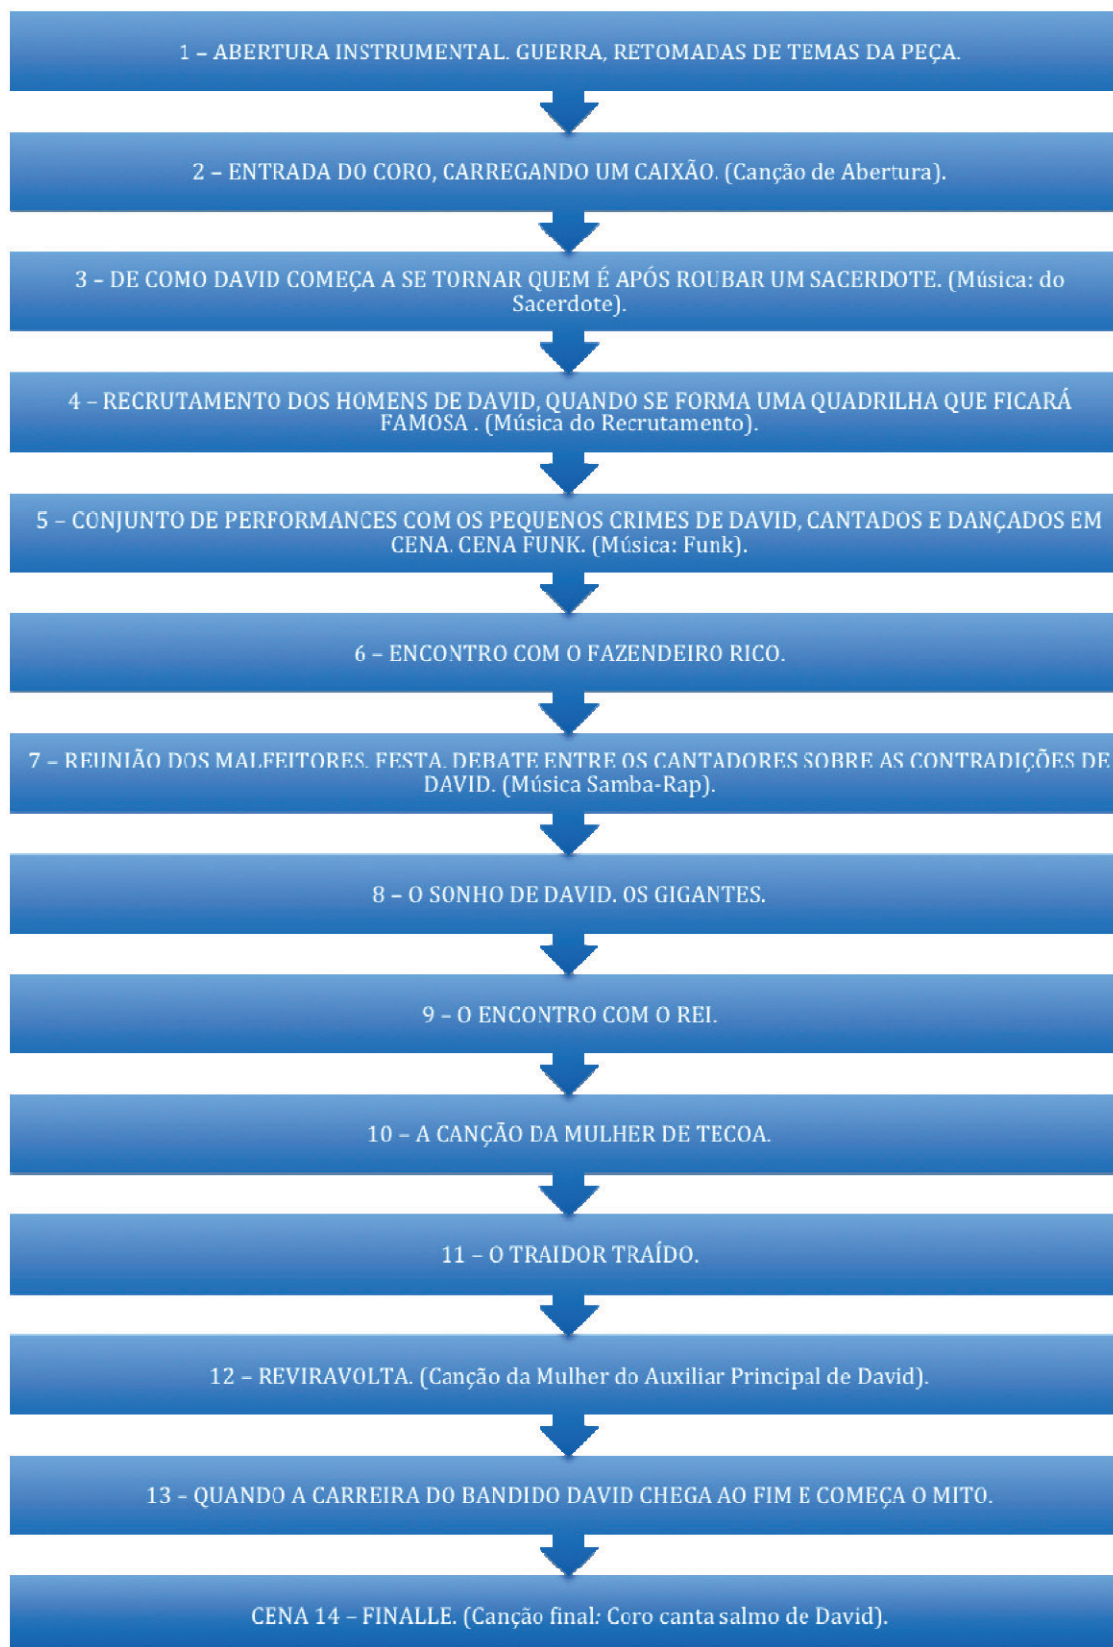 1 – ABERTURA INSTRUMENTAL. GUERRA, RETOMADAS DE TEMAS DA PEÇA.
2 – ENTRADA DO CORO, CARREGANDO UM CAIXÃO. (Canção de Abertura).
3 – DE COMO DAVID COMEÇA A SE TORNAR QUEM É APÓS ROUBAR UM SACERDOTE. (Música: do
Sacerdote).
4 – RECRUTAMENTO DOS HOMENS DE DAVID, QUANDO SE FORMA UMA QUADRILHA QUE FICARÁ
FAMOSA . (Música do Recrutamento).
5 – CONJUNTO DE PERFORMANCES COM OS PEQUENOS CRIMES DE DAVID, CANTADOS E DANÇADOS EM
CENA. CENA FUNK. (Música: Funk).
6 – ENCONTRO COM O FAZENDEIRO RICO.
7 – REUNIÃO DOS MALFEITORES. FESTA. DEBATE ENTRE OS CANTADORES SOBRE AS CONTRADIÇÕES DE
DAVID. (Música Samba-Rap).
8 – O SONHO DE DAVID. OS GIGANTES.
9 – O ENCONTRO COM O REI.
10 – A CANÇÃO DA MULHER DE TECOA.
11 – O TRAIDOR TRAÍDO.
12 – REVIRAVOLTA. (Canção da Mulher do Auxiliar Principal de David).
13 – QUANDO A CARREIRA DO BANDIDO DAVID CHEGA AO FIM E COMEÇA O MITO.
CENA 14 – FINALLE. (Canção final: Coro canta salmo de David).